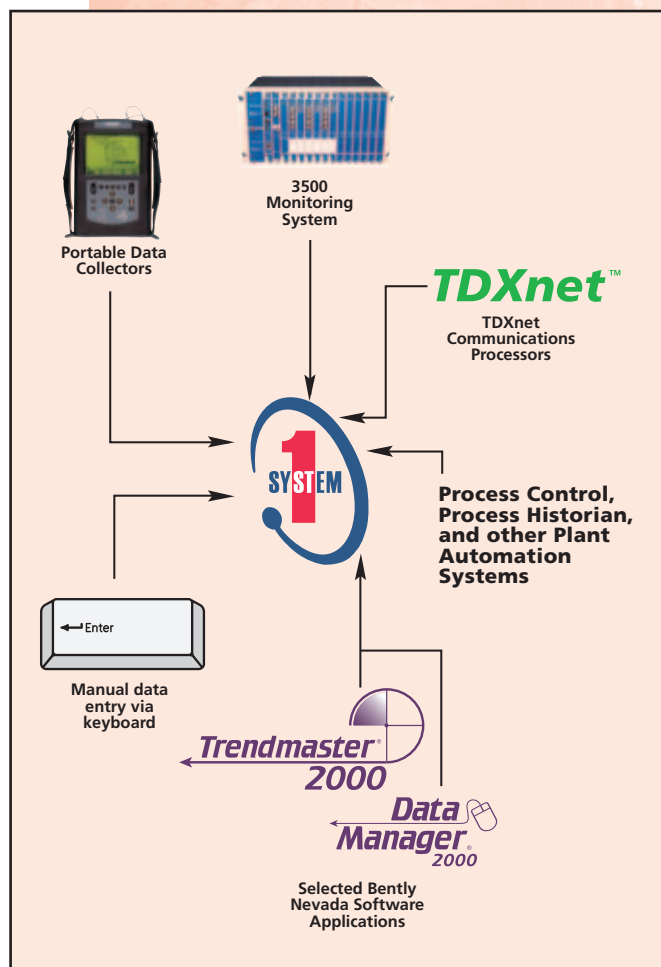 3500
Monitoring
System
Portable Data
Collectors
TDXnet™
TDXnet
Communications
Processors
1
SYSTEM
Process Control,
Process Historian,
and other Plant
Automation
Systems
Enter
Manual data
entry via
keyboard
Trendmaster®
2000
Data
Manager®
2000
Selected Bently
Nevada Software
Applications